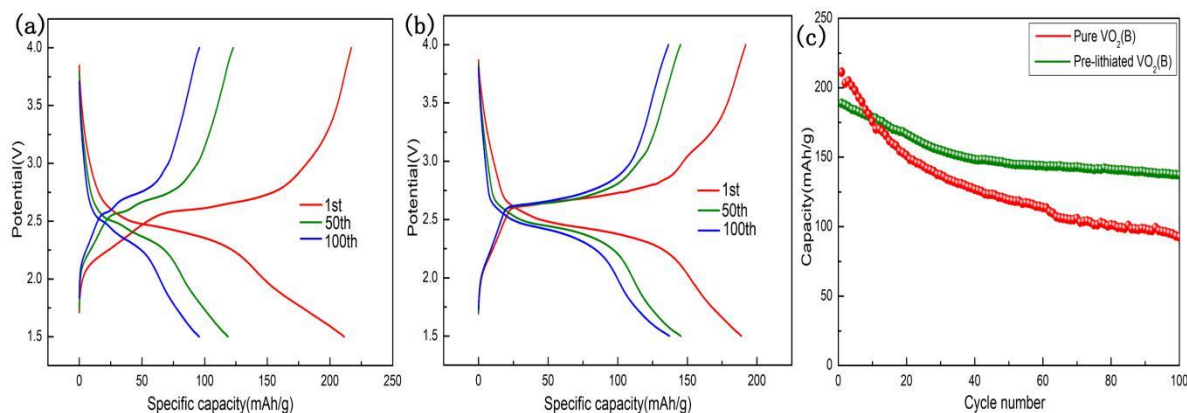 (a)
4.0
3.5
3.0
2.5
2.0
1.5
Potential(V)
1st
50th
100th
0 50 100 150 200 250
Specific capacity(mAh/g)
(b)
4.0
3.5
3.0
2.5
2.0
1.5
Potential(V)
1st
50th
100th
0 50 100 150 200
Specific capacity(mAh/g)
(c)
Pure VO₂(B)
Pre-lithiated VO₂(B)
250
200
150
100
50
0
Capacity(mAh/g)
0 20 40 60 80 100
Cycle number